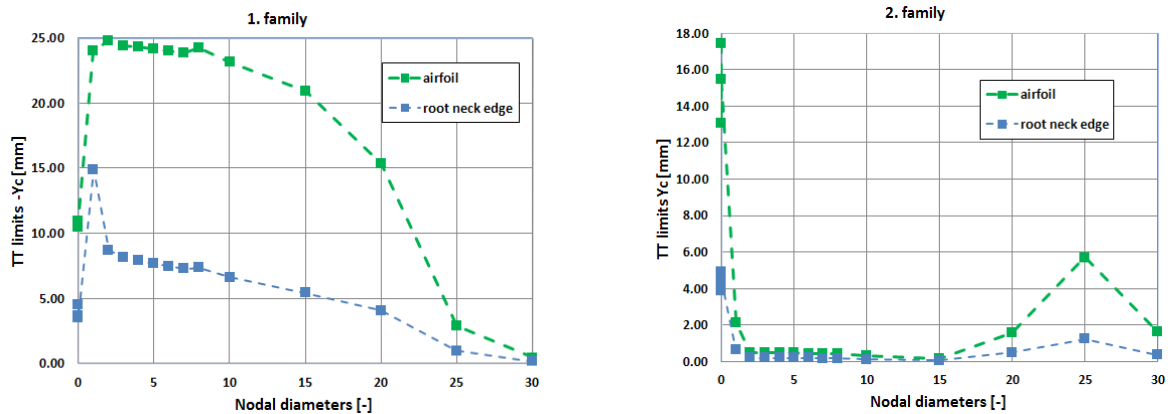 1. family
TT limits -Yc [mm]
25.00
20.00
15.00
10.00
5.00
0.00
0 5 10 15 20 25 30
Nodal diameters [-]
airfoil
root neck edge
2. family
TT limits Yc [mm]
18.00
16.00
14.00
12.00
10.00
8.00
6.00
4.00
2.00
0.00
0 5 10 15 20 25 30
Nodal diameters [-]
airfoil
root neck edge